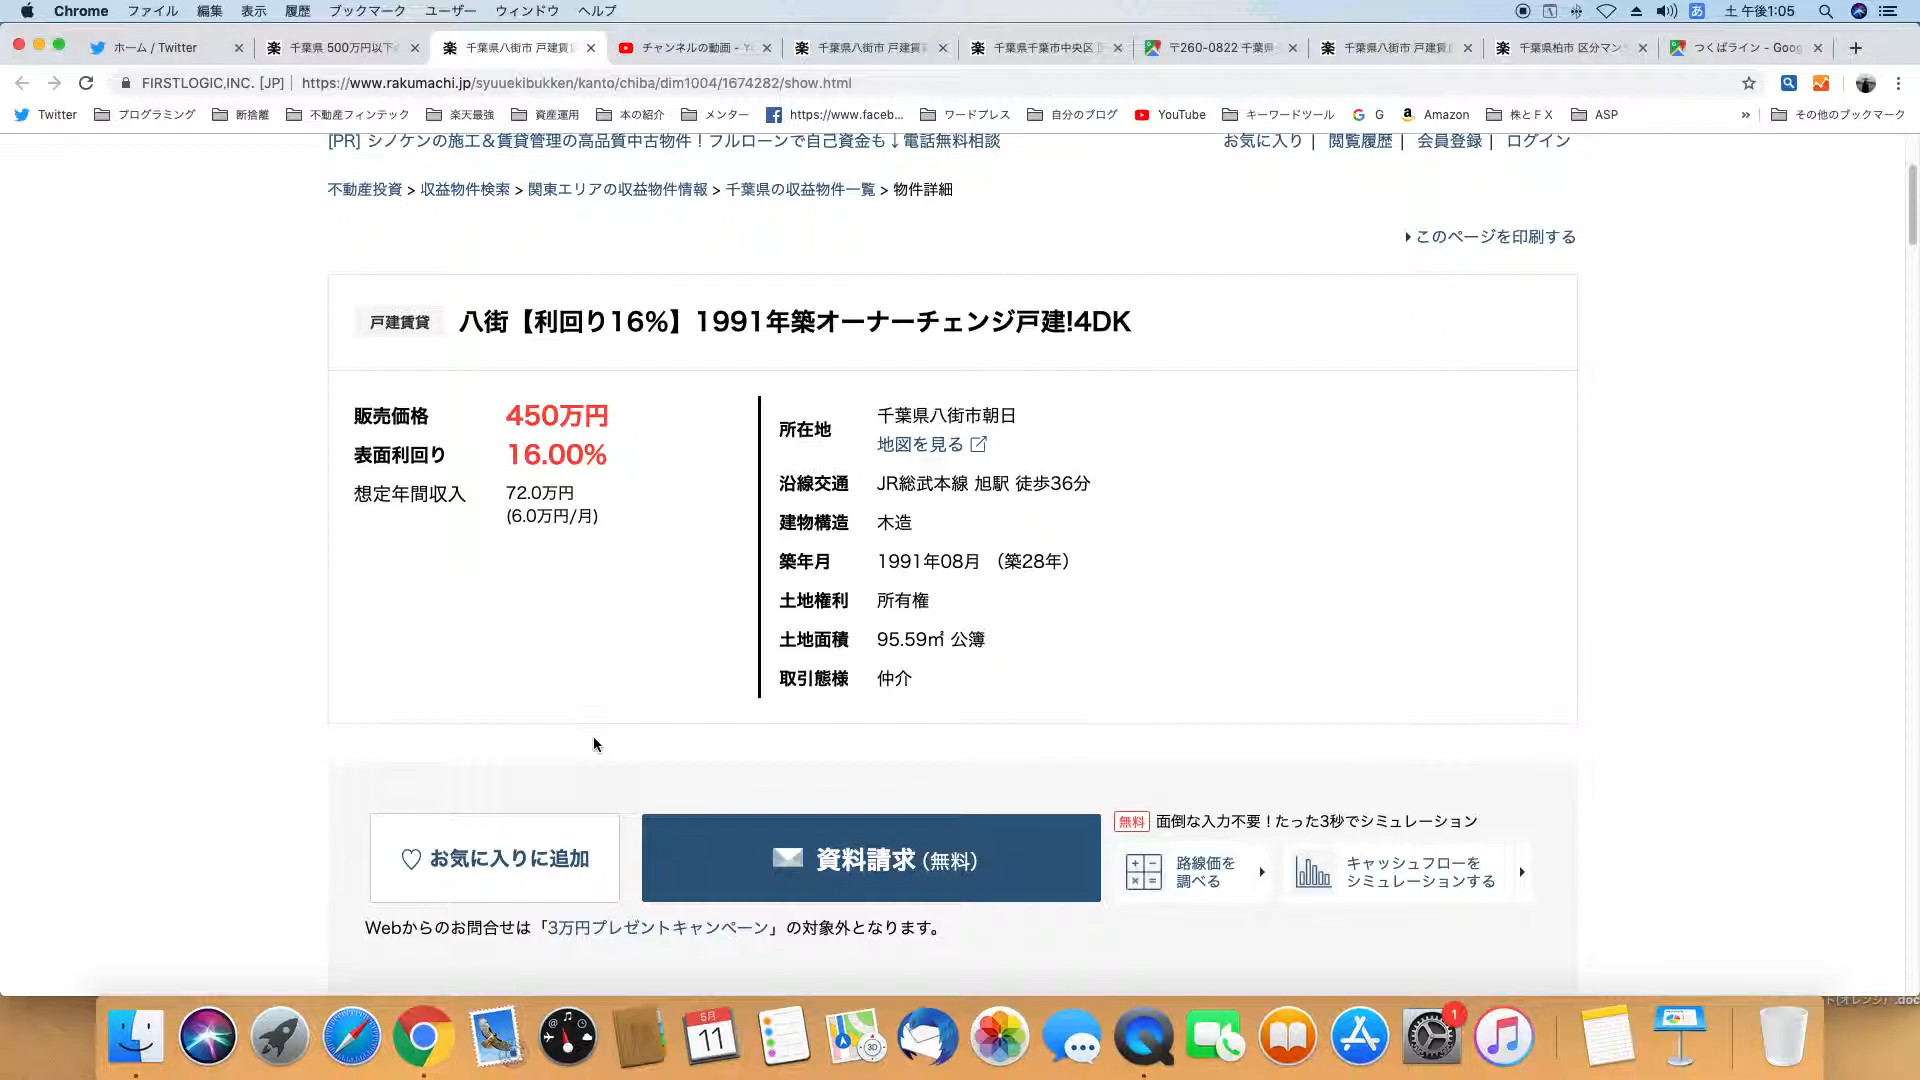 Chrome ファイル 編集 表示 履歴 ブックマーク ユーザー ウィンドウ ヘルプ あ 土 午後1:05
ホーム / Twitter 千葉県 500万円以下 千葉県八街市 戸建賃貸 チャンネルの動画 - Y 千葉県八街市 戸建賃貸 千葉県千葉市中央区 〒260-0822 千葉県 千葉県八街市 戸建賃貸 千葉県柏市 区分マン つくばライン - Goog
FIRSTLOGIC,INC. [JP] https://www.rakumachi.jp/syuuekibukken/kanto/chiba/dim1004/1674282/show.html
Twitter プログラミング 断捨離 不動産フィンテック 楽天最強 資産運用 本の紹介 メンター https://www.faceb... ワードプレス 自分のブログ YouTube キーワードツール G Amazon 株とFX ASP » その他のブックマーク
[PR] シノケンの施工&賃貸管理の高品質中古物件!フルローンで自己資金も↓電話無料相談 お気に入り | 閲覧履歴 | 会員登録 | ログイン
不動産投資 > 収益物件検索 > 関東エリアの収益物件情報 > 千葉県の収益物件一覧 > 物件詳細
このページを印刷する
戸建賃貸 八街【利回り16%】1991年築オーナーチェンジ戸建!4DK
販売価格 450万円
表面利回り 16.00%
想定年間収入 72.0万円
(6.0万円/月)
所在地 千葉県八街市朝日
地図を見る
沿線交通 JR総武本線 旭駅 徒歩36分
建物構造 木造
築年月 1991年08月 (築28年)
土地権利 所有権
土地面積 95.59㎡ 公簿
取引態様 仲介
お気に入りに追加
資料請求 (無料)
無料 面倒な入力不要!たった3秒でシミュレーション
路線価を
調べる
キャッシュフローを
シミュレーションする
Webからのお問合せは「3万円プレゼントキャンペーン」の対象外となります。
ト(オレンジ).doc
5月
11
3D
1